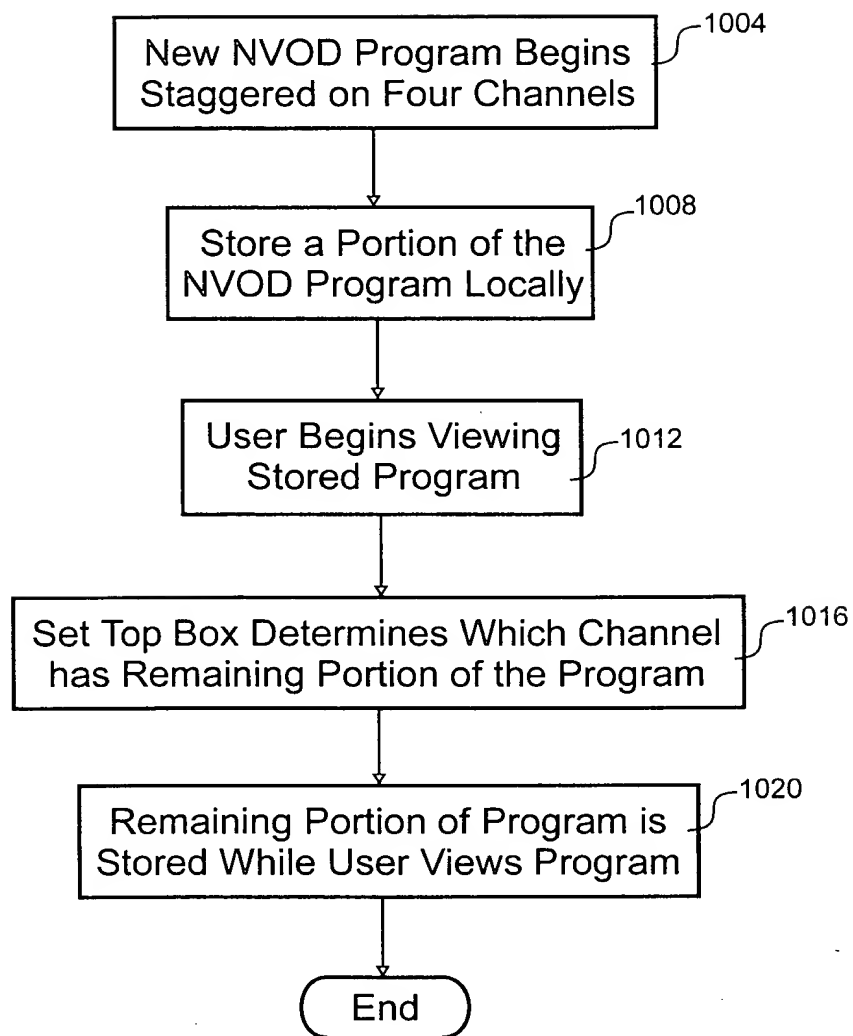 New NVOD Program Begins
Staggered on Four Channels
1004
Store a Portion of the
NVOD Program Locally
1008
User Begins Viewing
Stored Program
1012
Set Top Box Determines Which Channel
has Remaining Portion of the Program
1016
Remaining Portion of Program is
Stored While User Views Program
1020
End